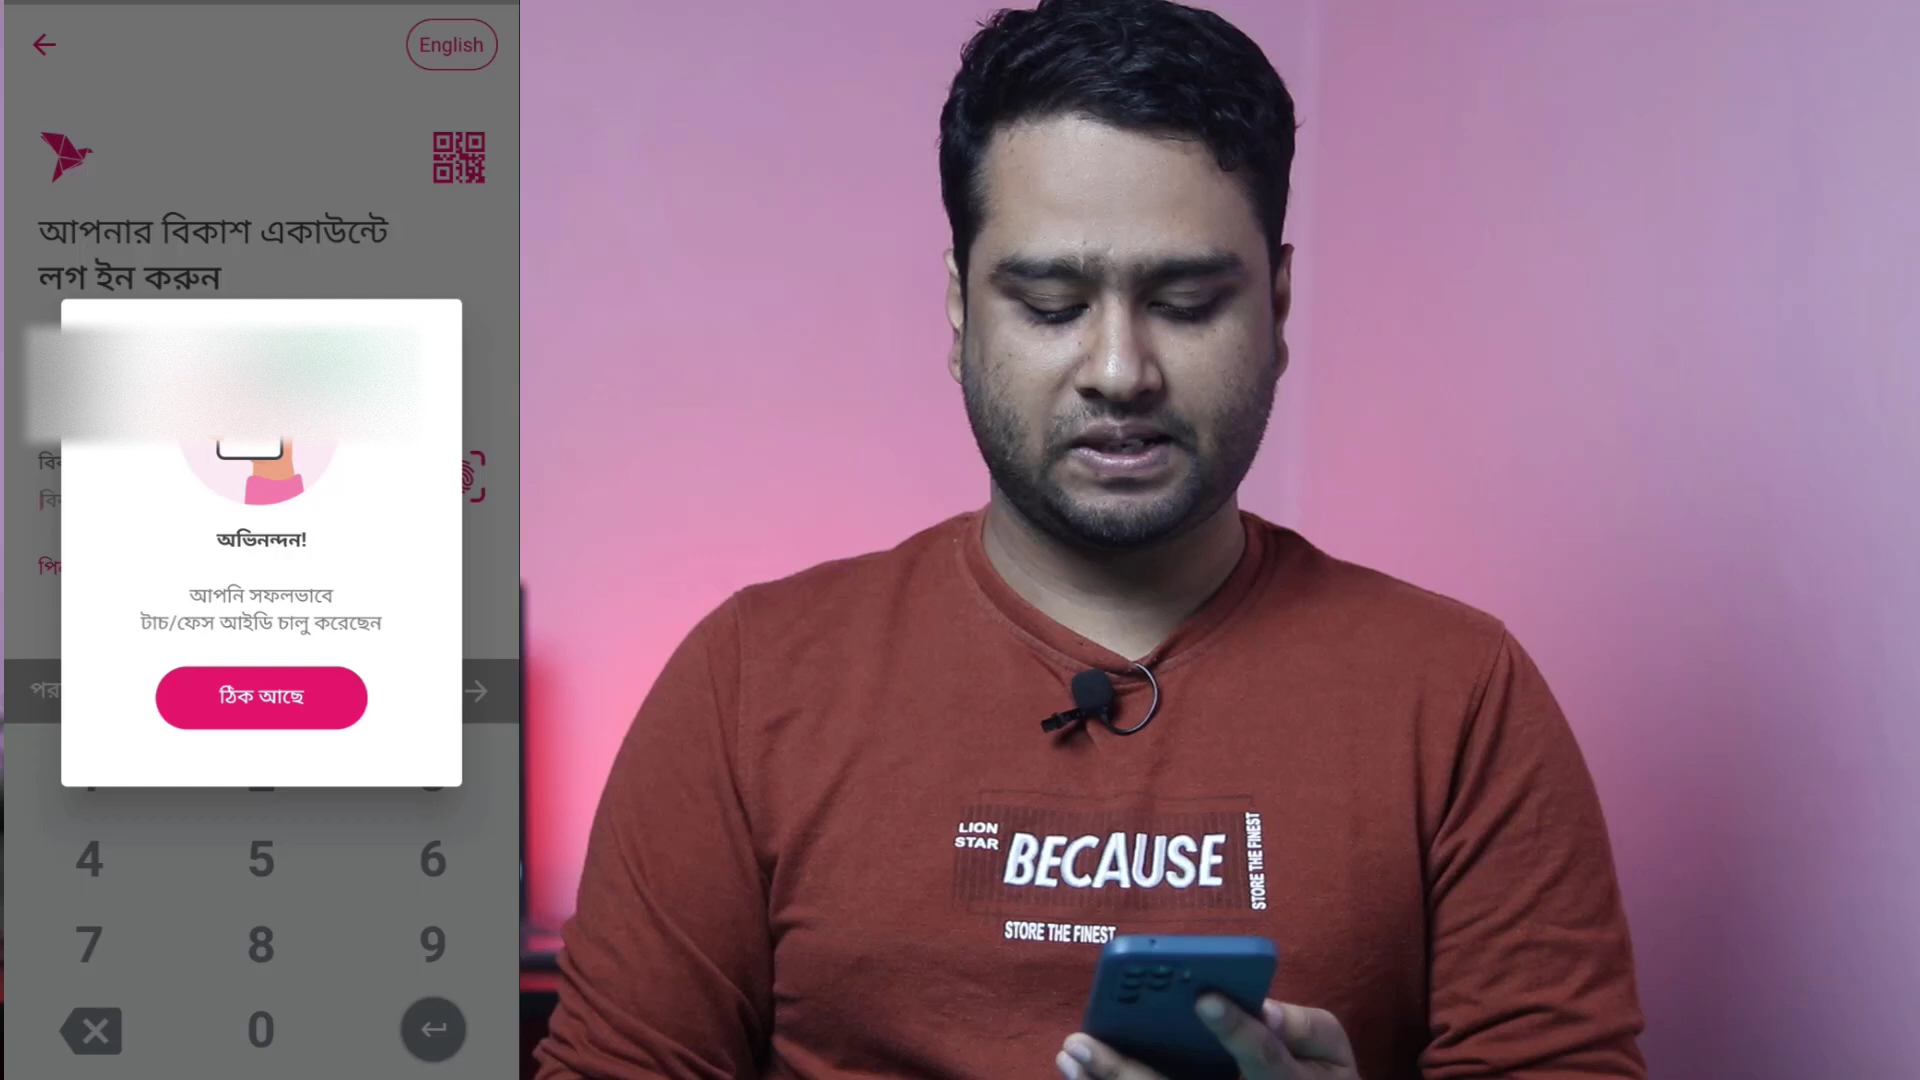 English
আপনার বিকাশ একাউন্টে
লগ ইন করুন
অভিনন্দন!
আপনি সফলভাবে
টাচ/ফেস আইডি চালু করেছেন
ঠিক আছে
4 5 6
7 8 9
0
LION
STAR
BECAUSE
STORE THE FINEST
STORE THE FINEST